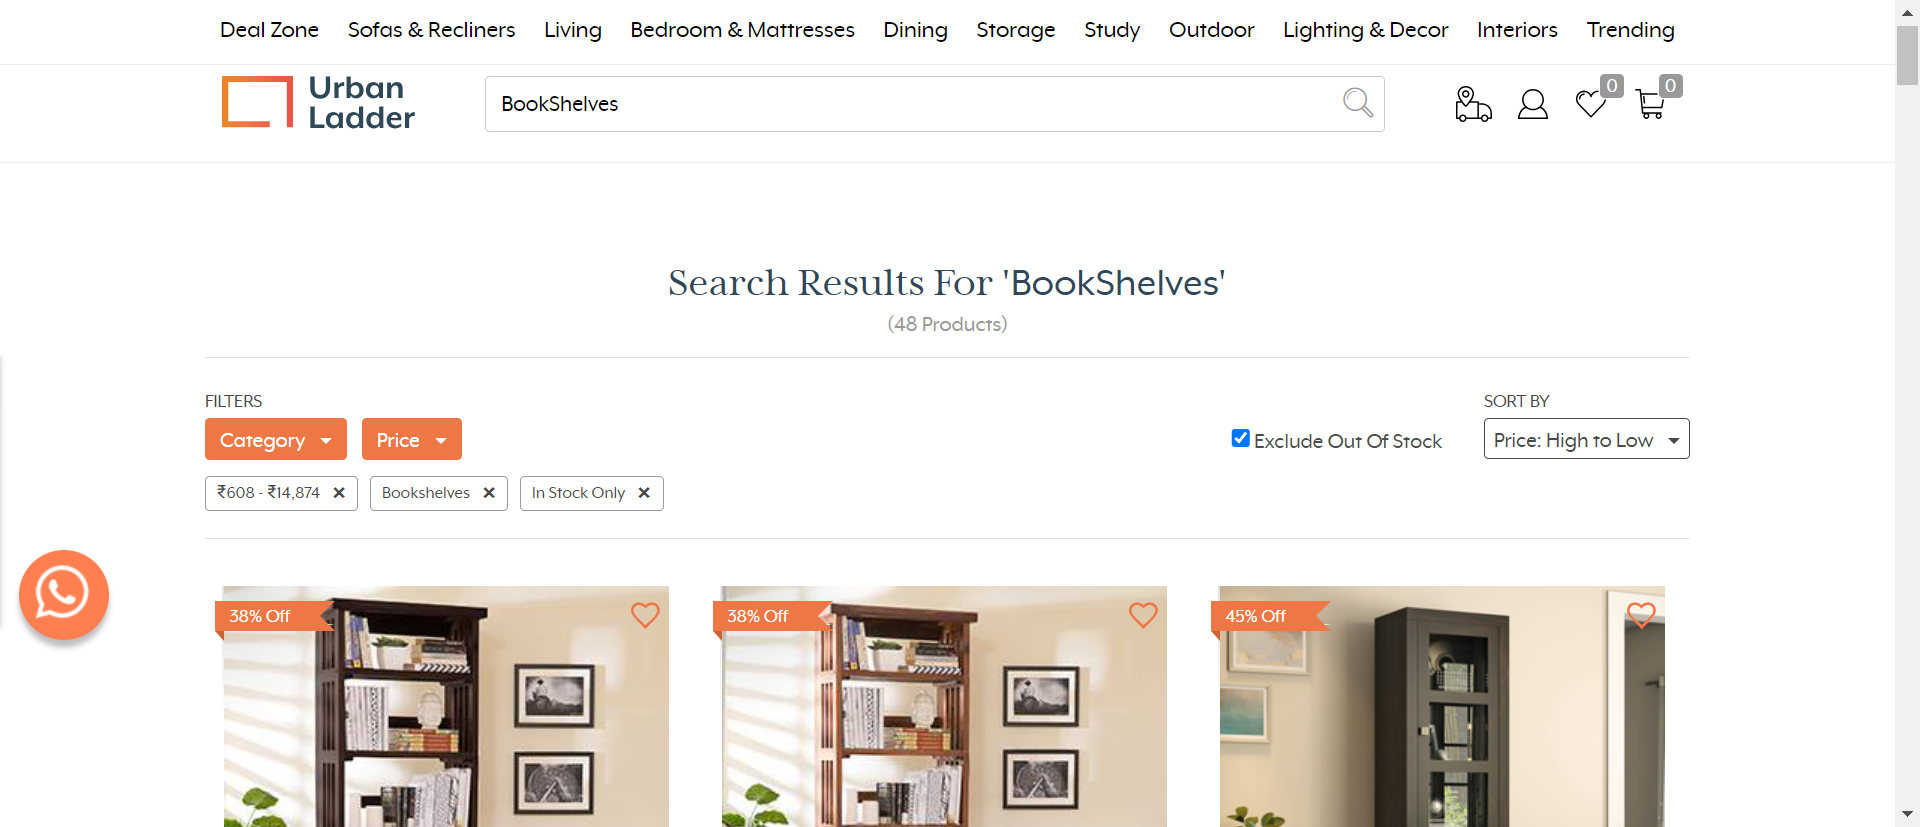 Deal Zone Sofas & Recliners Living Bedroom & Mattresses Dining Storage Study Outdoor Lighting & Decor Interiors Trending
Urban
Ladder
BookShelves
0
0
Search Results For 'BookShelves'
(48 Products)
FILTERS
SORT BY
Category
Price
Exclude Out Of Stock
Price: High to Low
₹608 - ₹14,874 ✕
Bookshelves ✕
In Stock Only ✕
38% Off
38% Off
45% Off